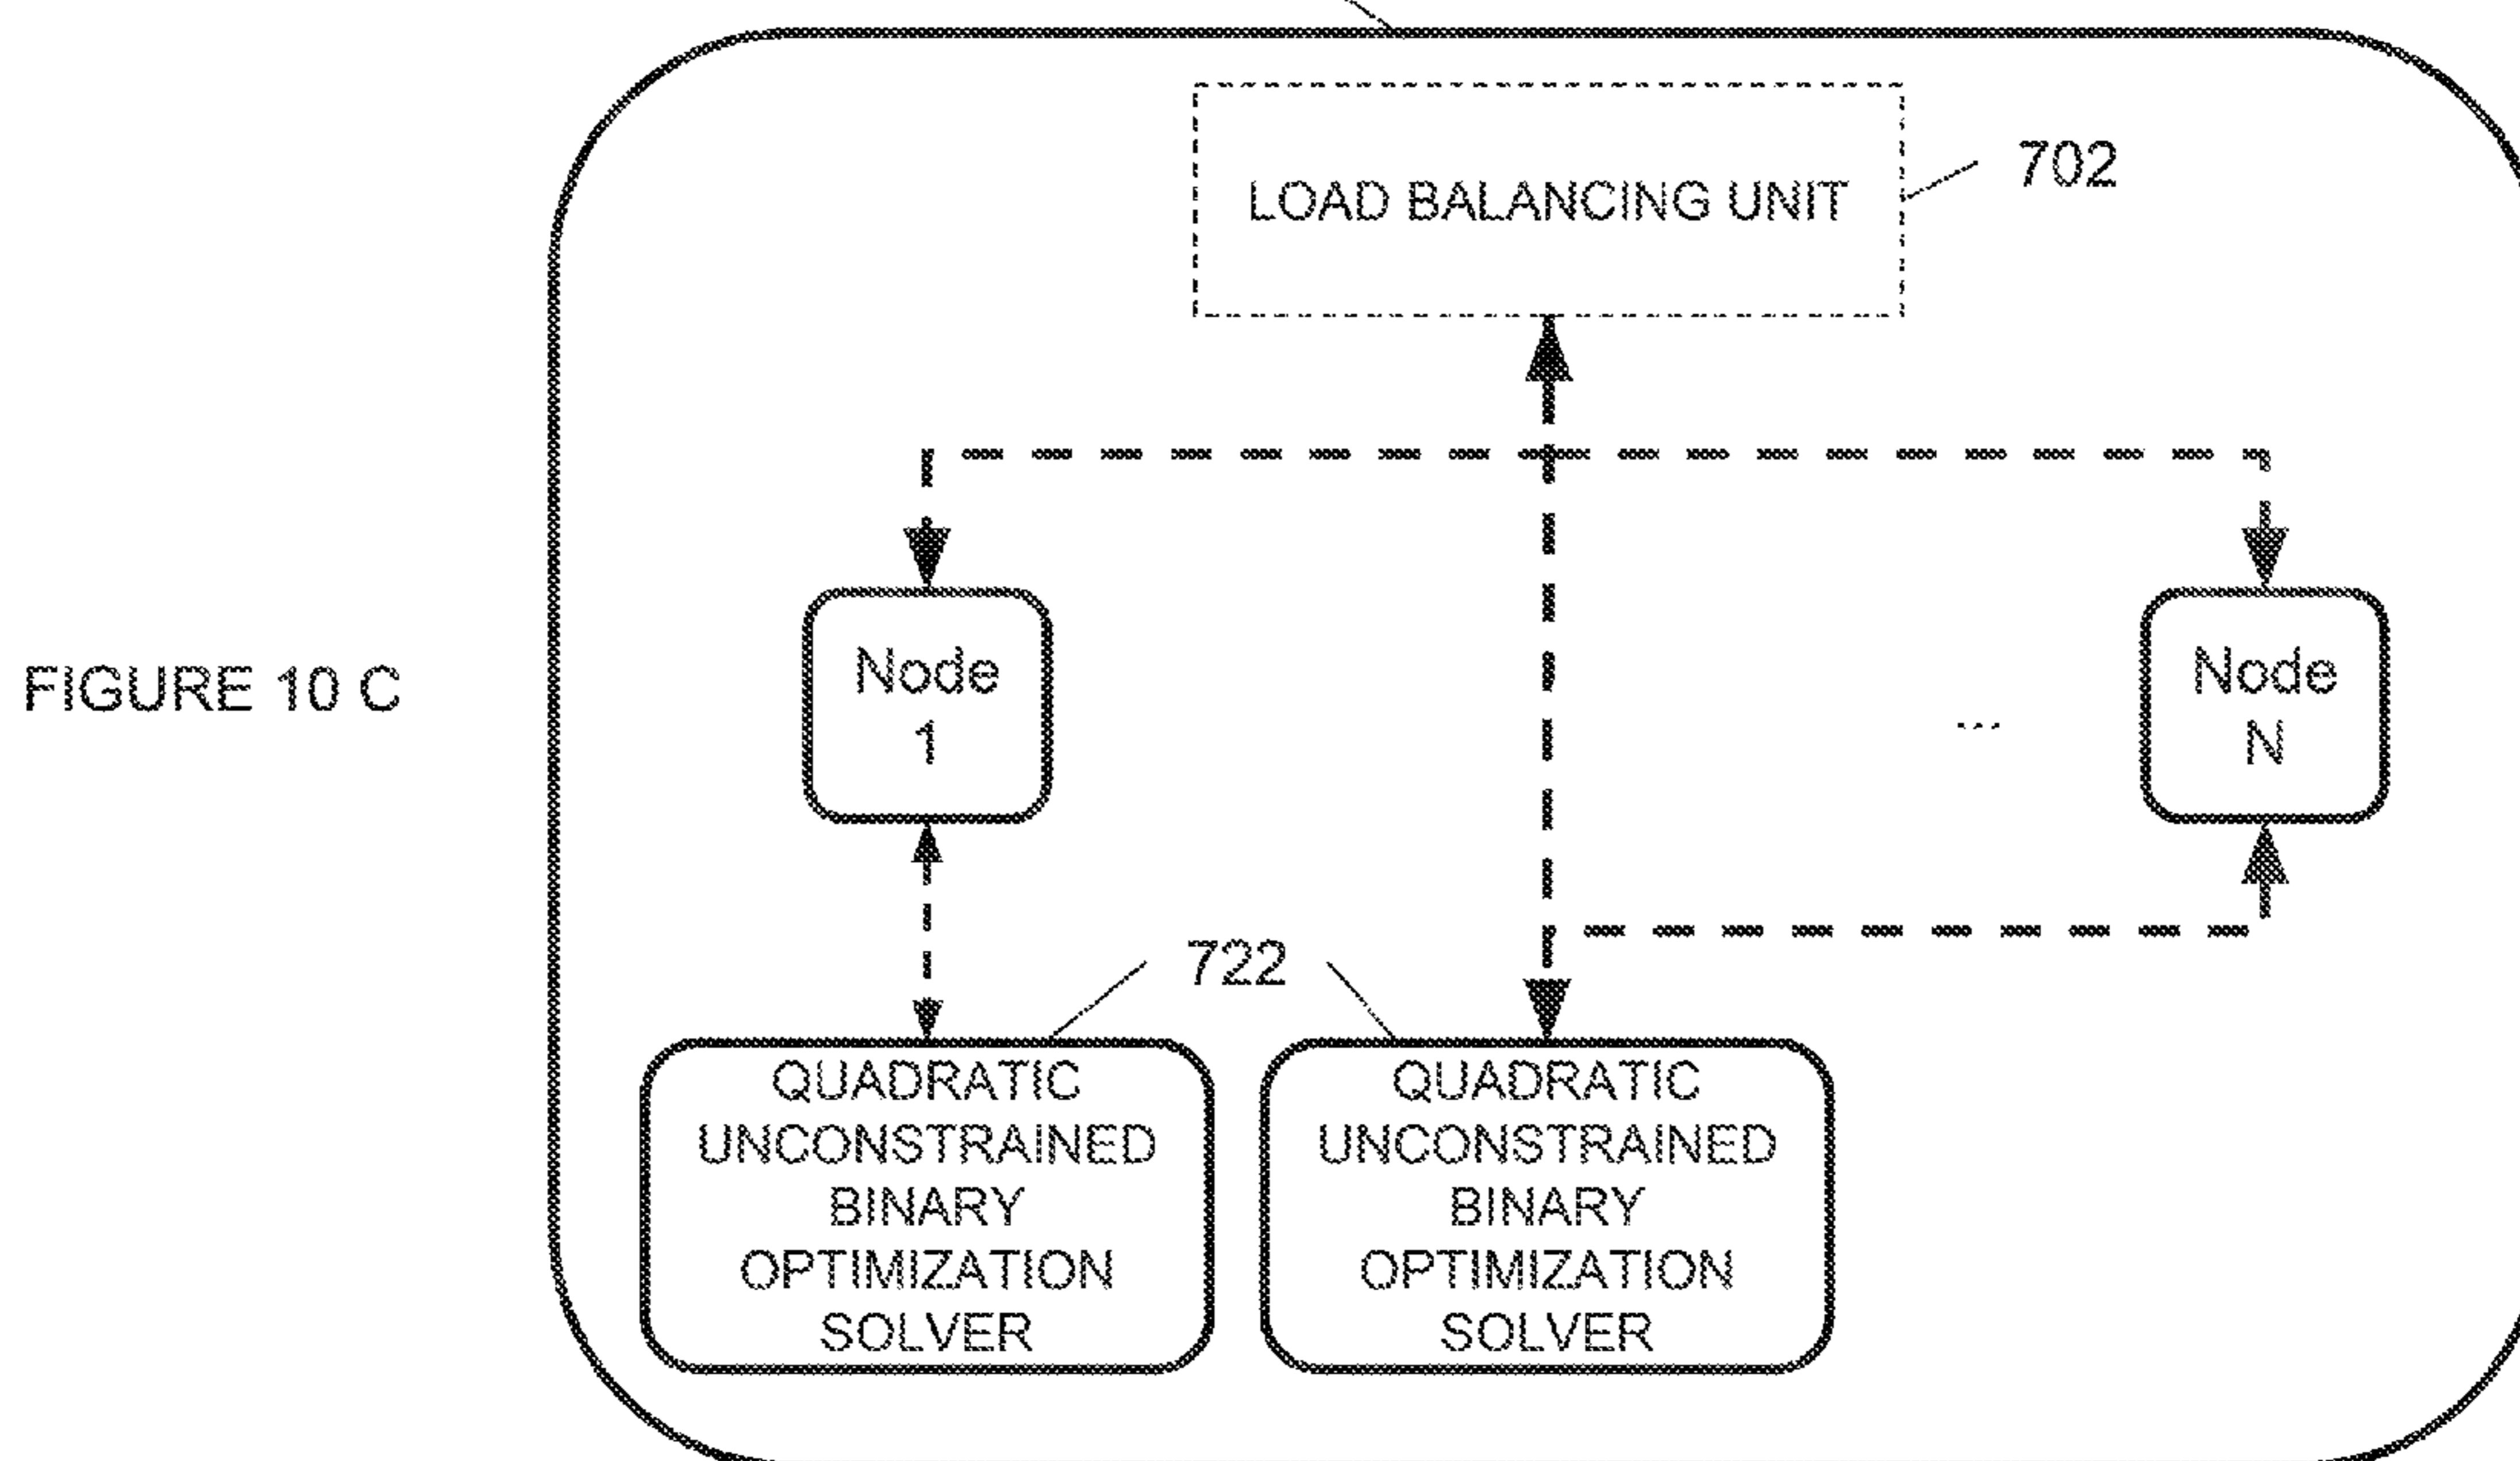 LOAD BALANCING UNIT
702
FIGURE 10 C
Node
1
...
Node
N
722
QUADRATIC
UNCONSTRAINED
BINARY
OPTIMIZATION
SOLVER
QUADRATIC
UNCONSTRAINED
BINARY
OPTIMIZATION
SOLVER